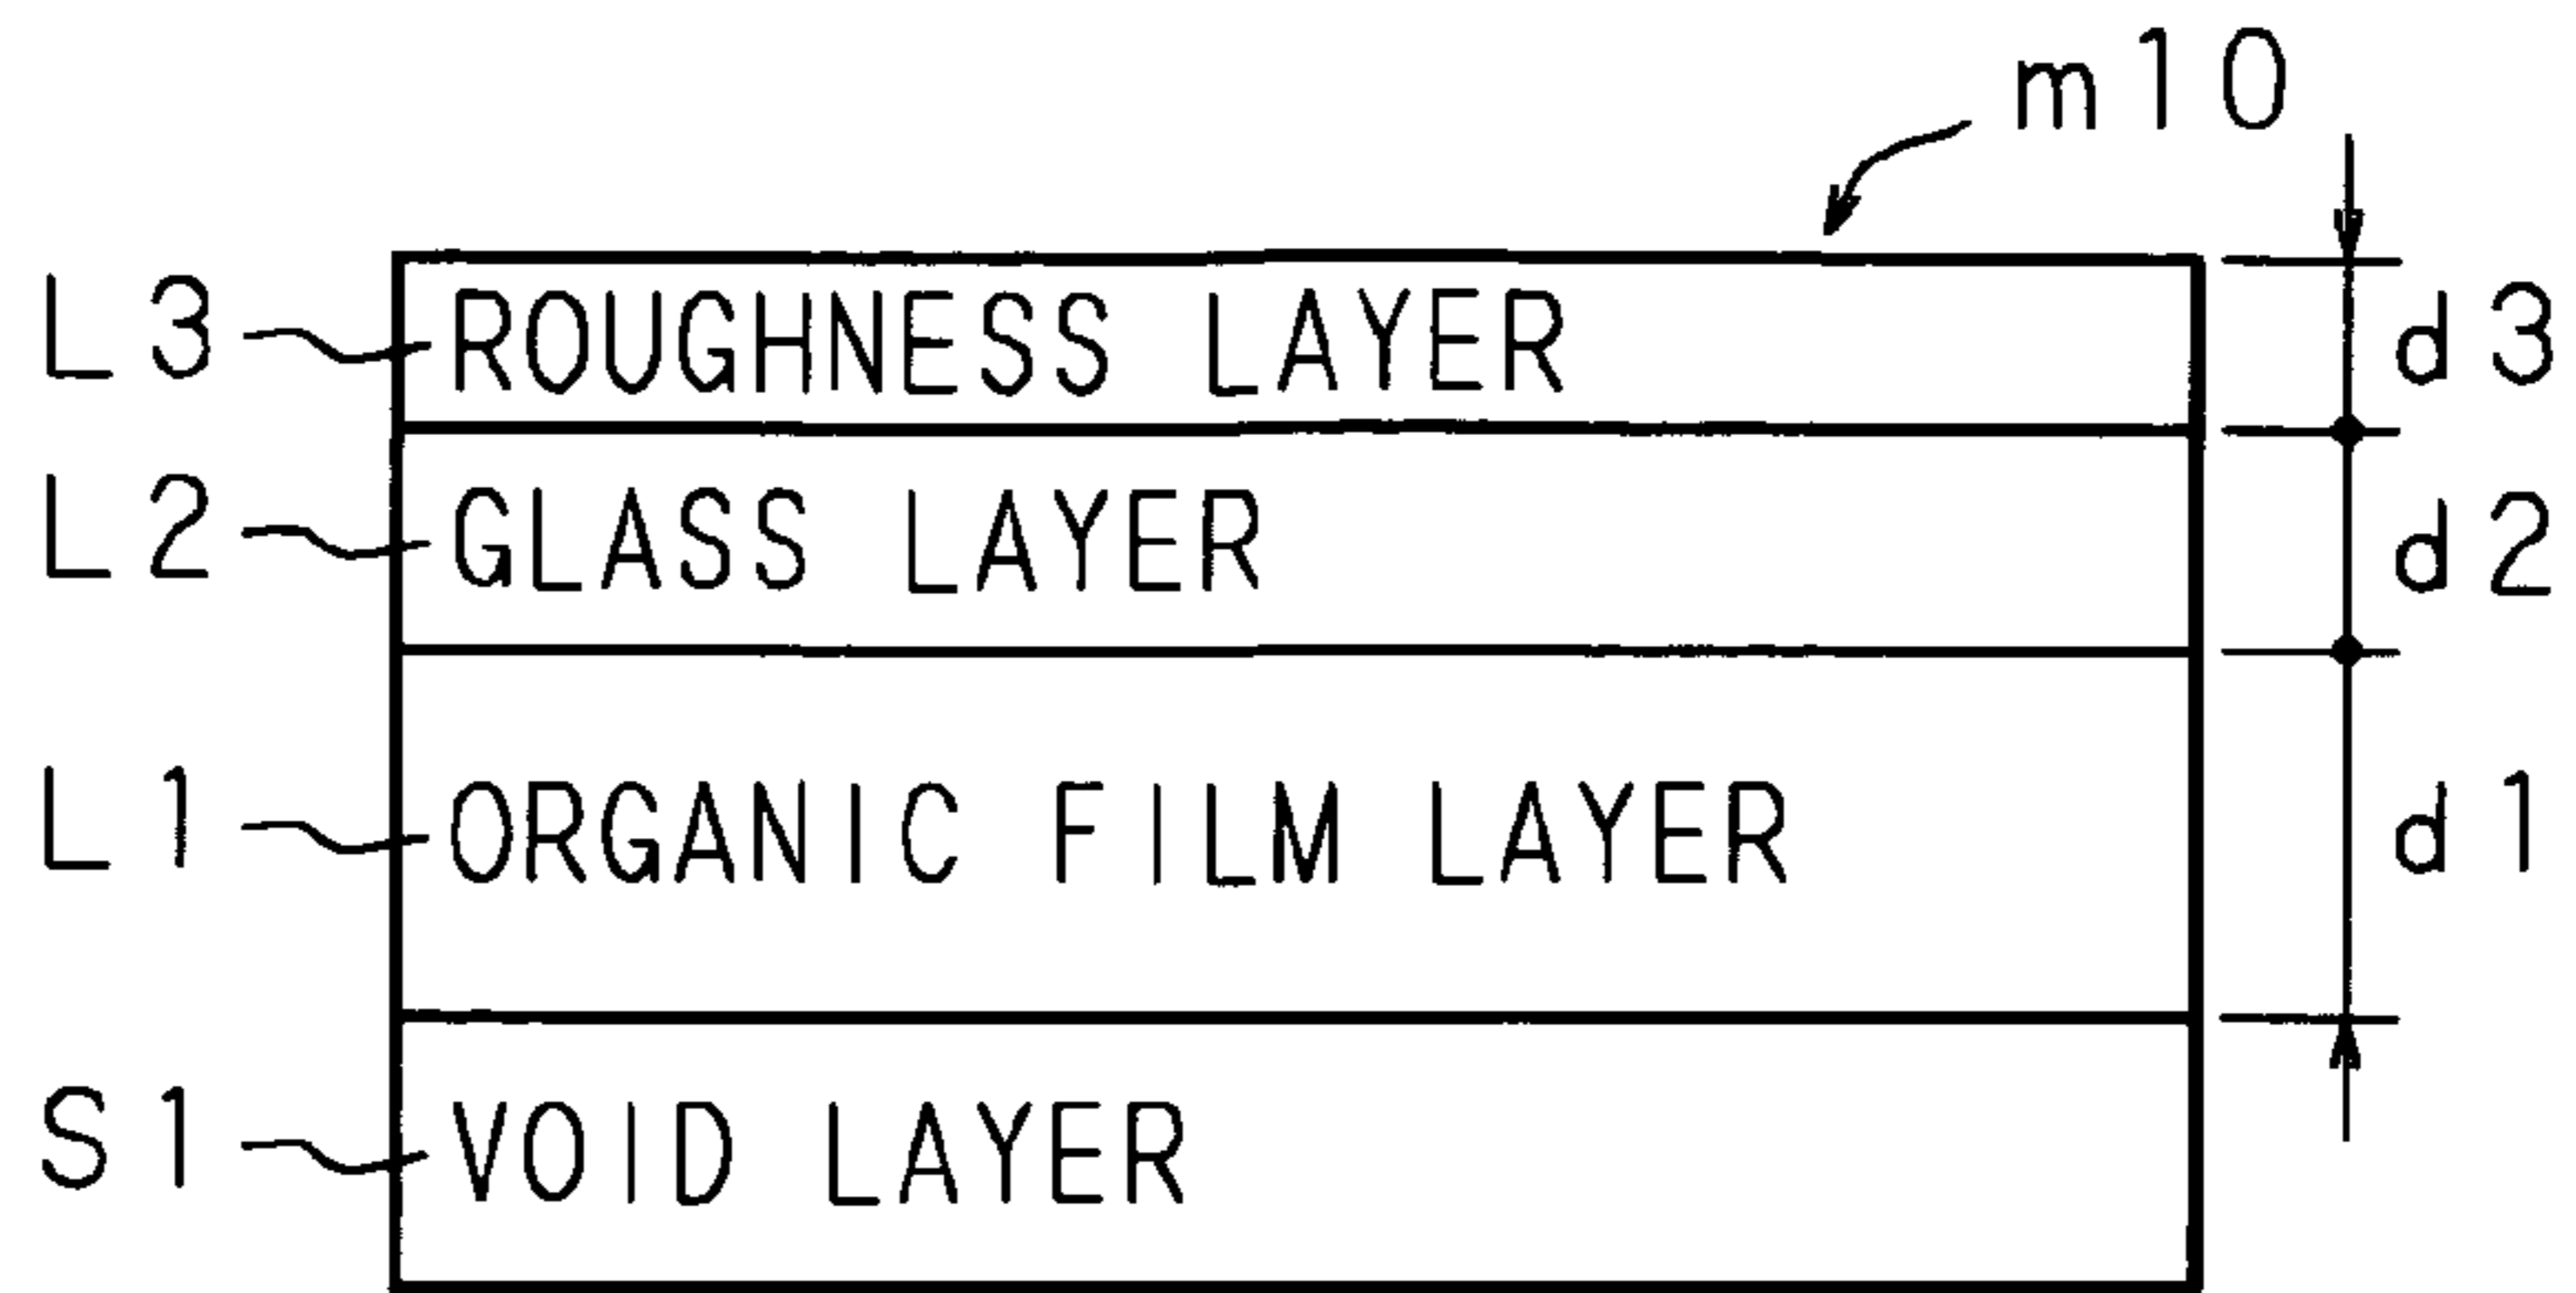 m10
L3 ROUGHNESS LAYER d3
L2 GLASS LAYER d2
L1 ORGANIC FILM LAYER d1
S1 VOID LAYER